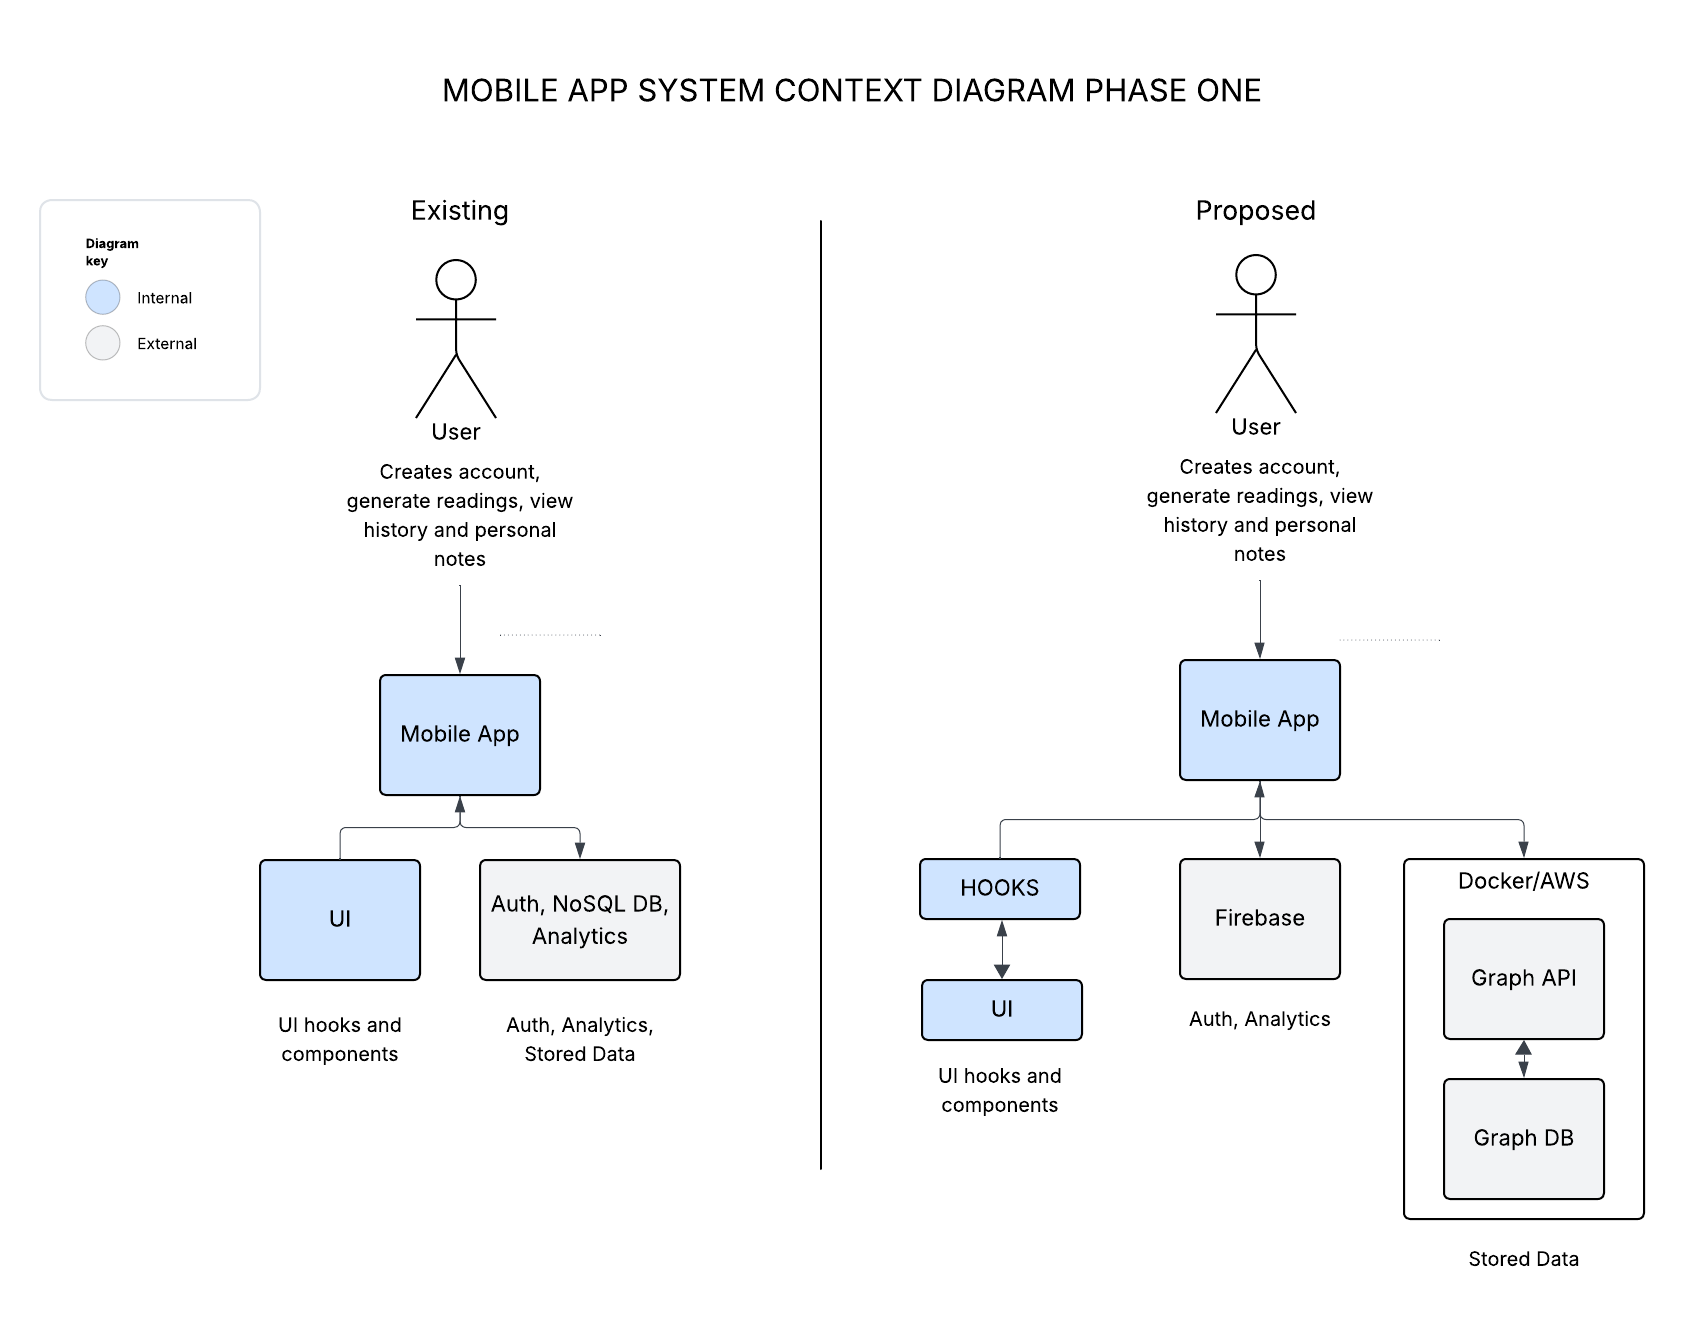 MOBILE APP SYSTEM CONTEXT DIAGRAM PHASE ONE
Diagram
key
Internal
External
Existing
User
Creates account,
generate readings, view
history and personal
notes
Mobile App
UI
UI hooks and
components
Auth, NoSQL DB,
Analytics
Auth, Analytics,
Stored Data
Proposed
User
Creates account,
generate readings, view
history and personal
notes
Mobile App
HOOKS
UI
UI hooks and
components
Firebase
Auth, Analytics
Docker/AWS
Graph API
Graph DB
Stored Data